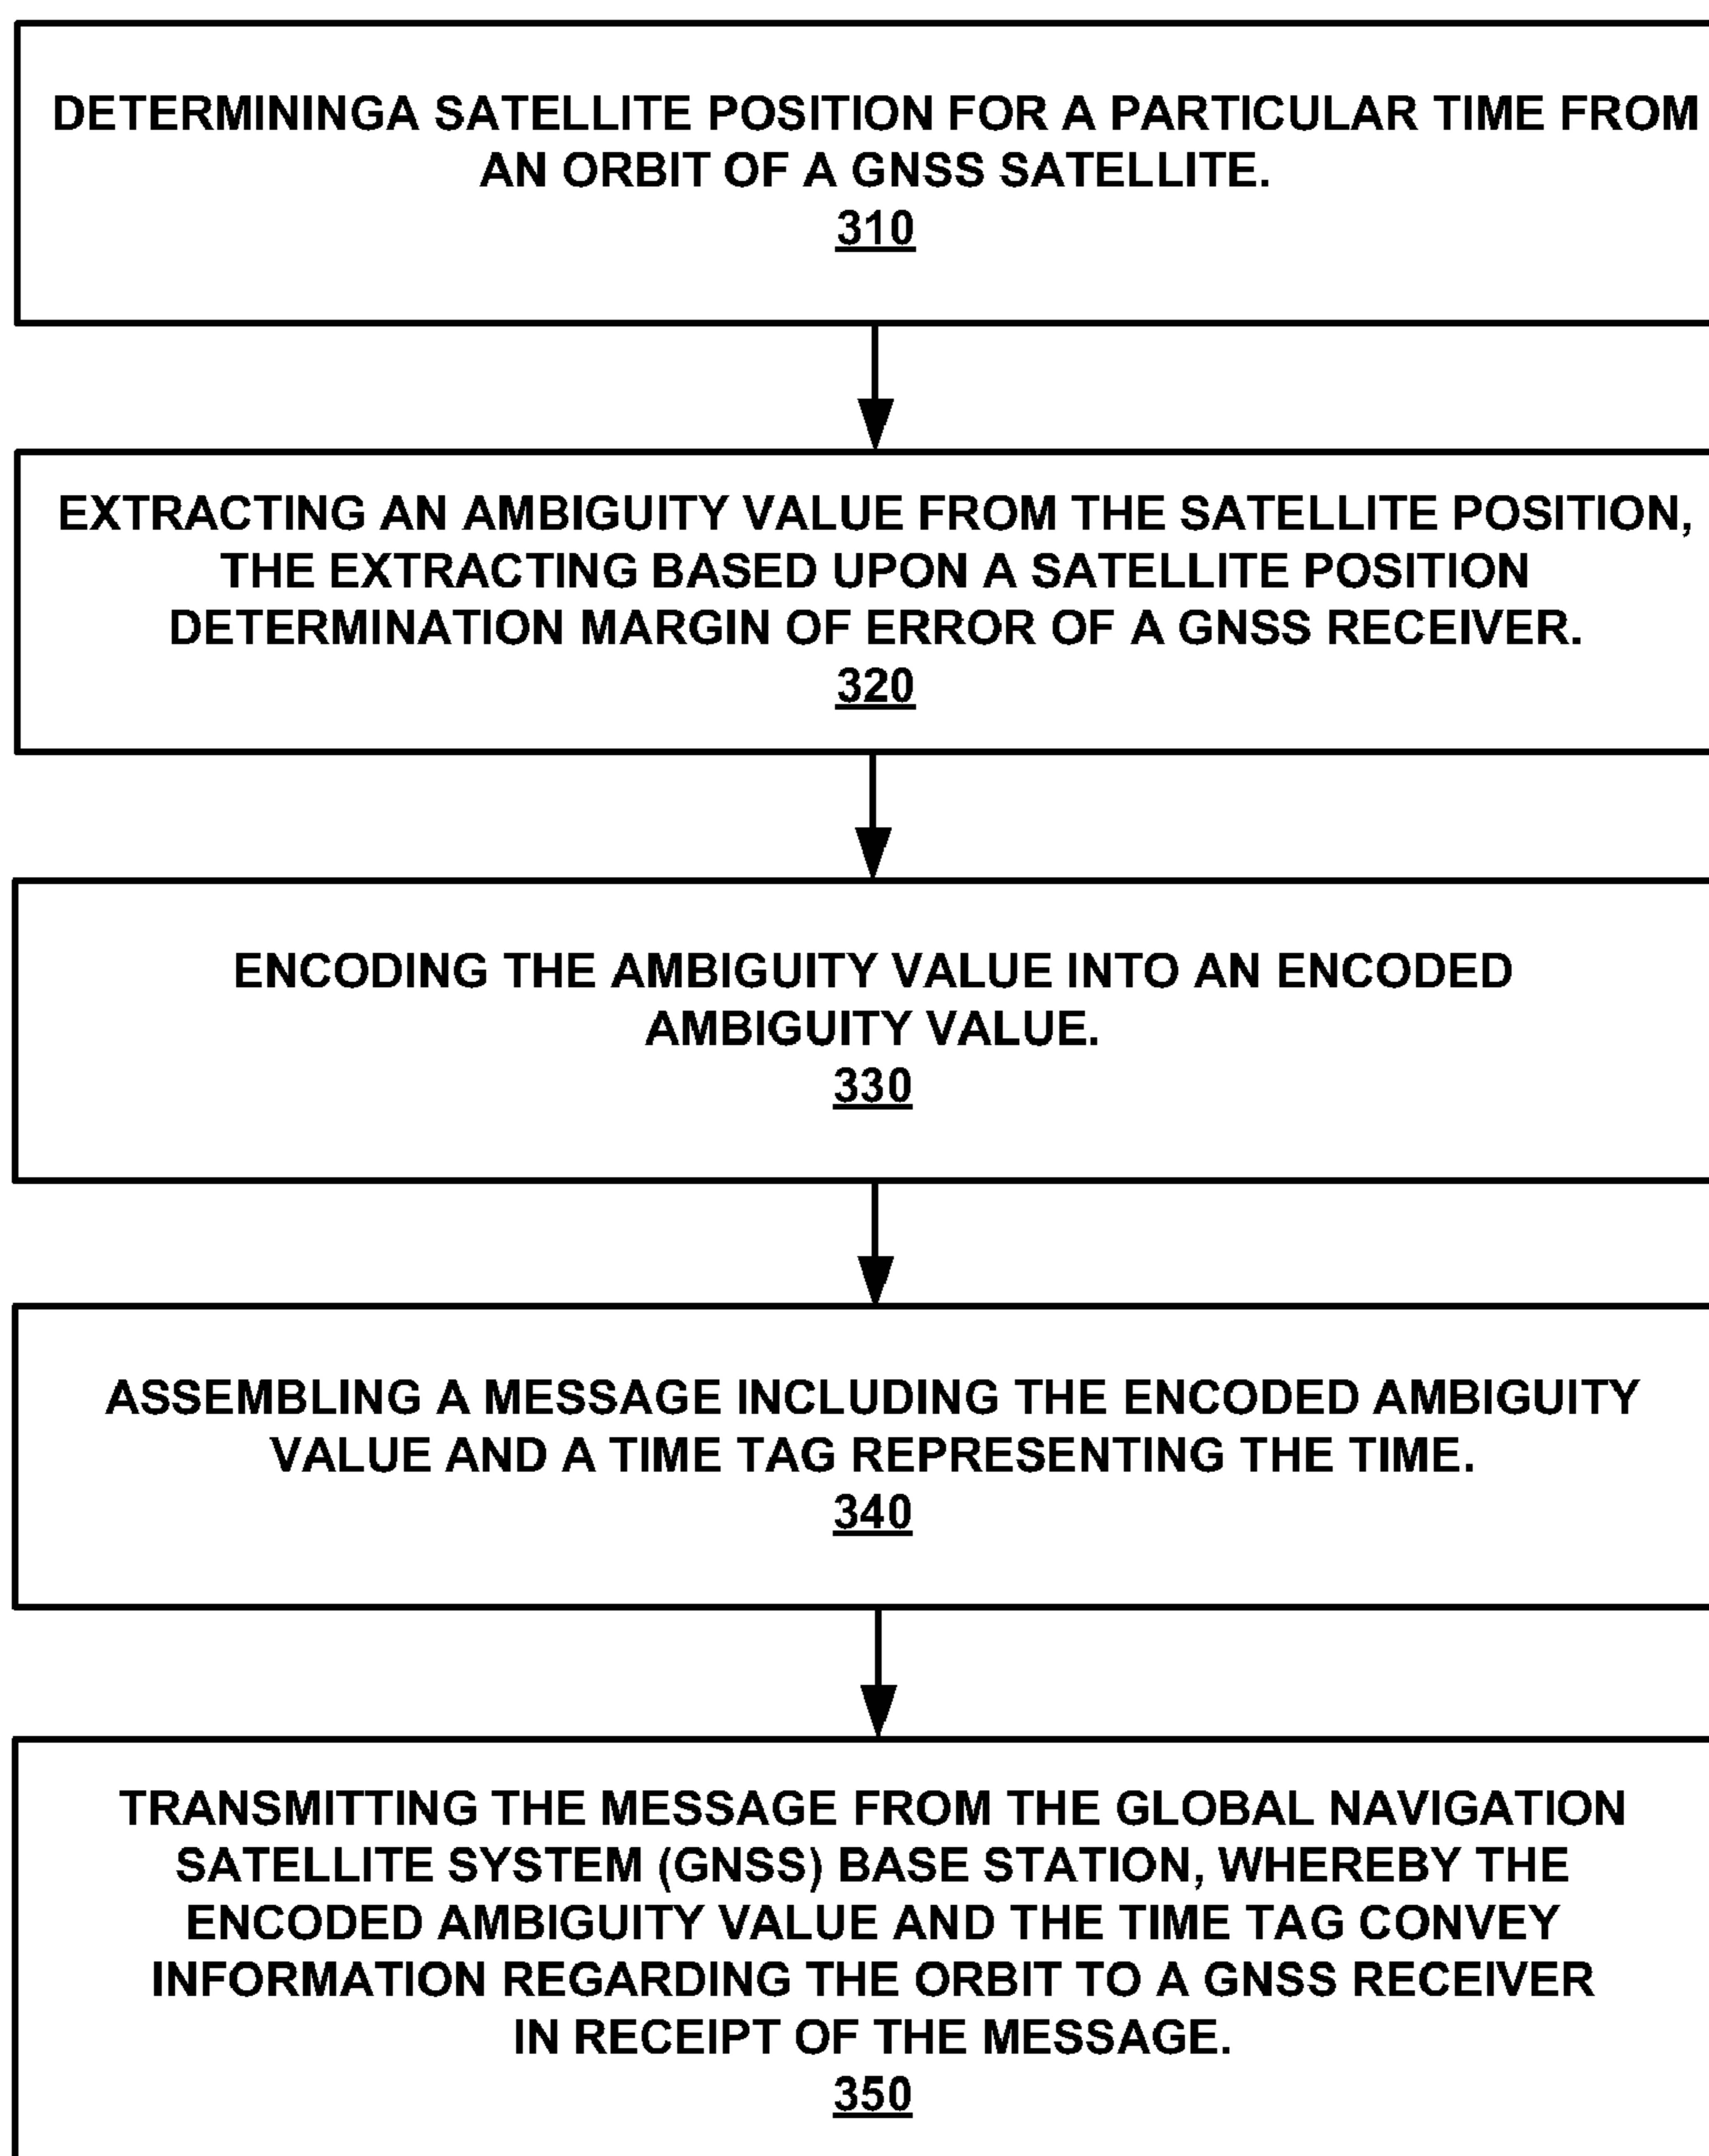 DETERMININGA SATELLITE POSITION FOR A PARTICULAR TIME FROM
AN ORBIT OF A GNSS SATELLITE.
310
EXTRACTING AN AMBIGUITY VALUE FROM THE SATELLITE POSITION,
THE EXTRACTING BASED UPON A SATELLITE POSITION
DETERMINATION MARGIN OF ERROR OF A GNSS RECEIVER.
320
ENCODING THE AMBIGUITY VALUE INTO AN ENCODED
AMBIGUITY VALUE.
330
ASSEMBLING A MESSAGE INCLUDING THE ENCODED AMBIGUITY
VALUE AND A TIME TAG REPRESENTING THE TIME.
340
TRANSMITTING THE MESSAGE FROM THE GLOBAL NAVIGATION
SATELLITE SYSTEM (GNSS) BASE STATION, WHEREBY THE
ENCODED AMBIGUITY VALUE AND THE TIME TAG CONVEY
INFORMATION REGARDING THE ORBIT TO A GNSS RECEIVER
IN RECEIPT OF THE MESSAGE.
350